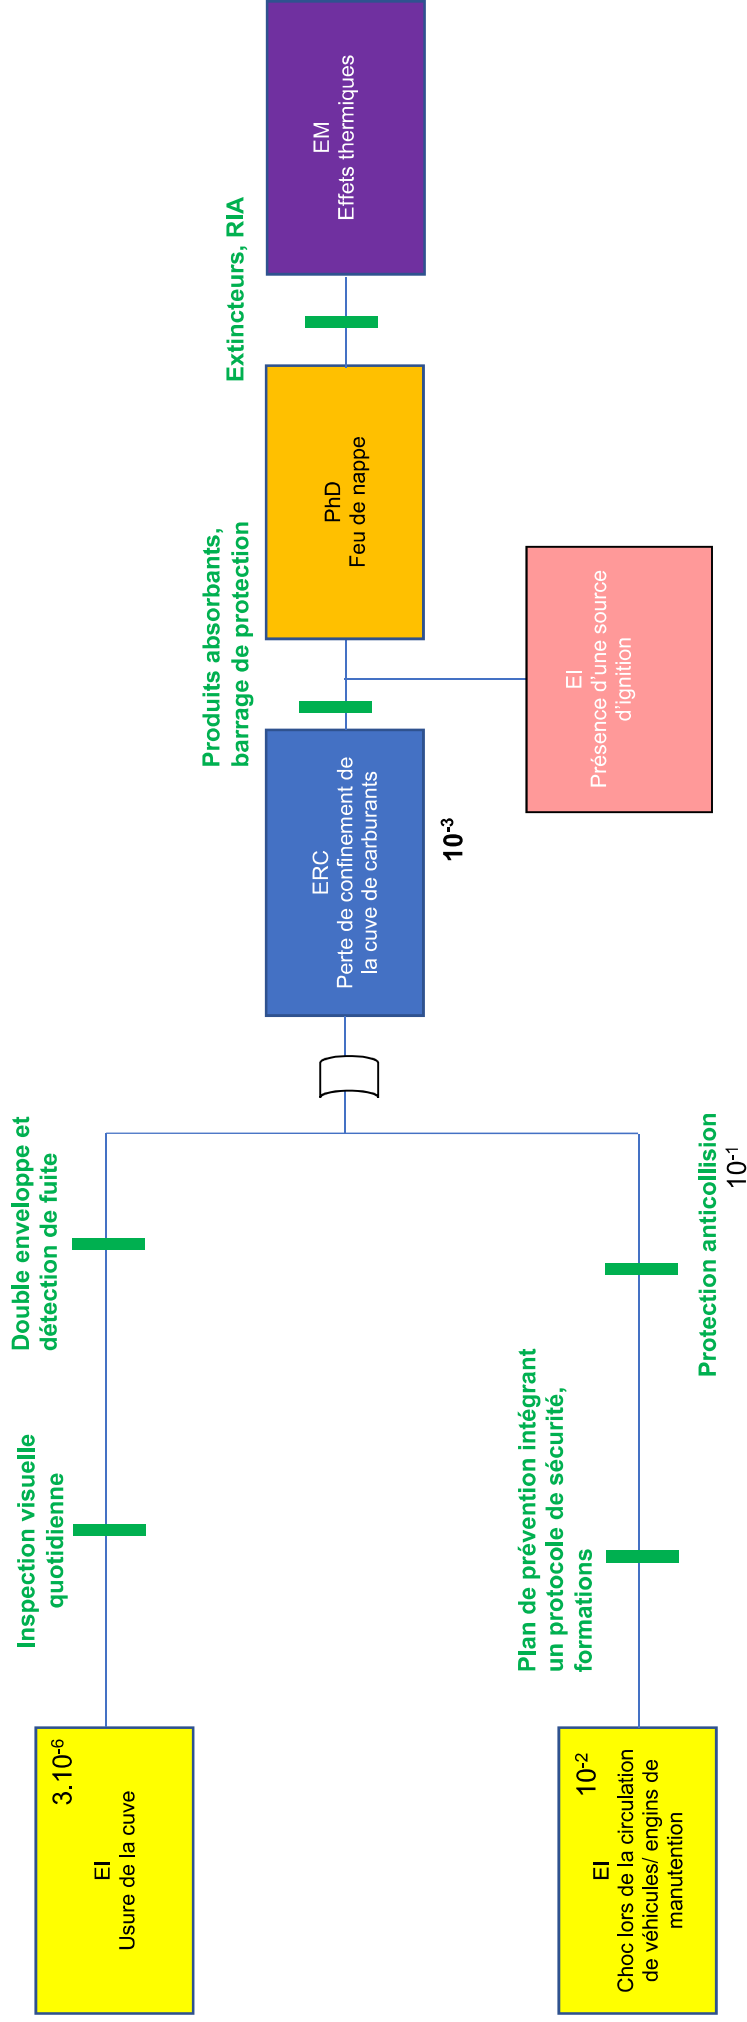 EI
Usure de la cuve
3.10-6
Inspection visuelle
quotidienne
Double enveloppe et
détection de fuite
EI
Choc lors de la circulation
de véhicules/ engins de
manutention
10-2
Plan de prévention intégrant
un protocole de sécurité,
formations
Protection anticollision
10-1
ERC
Perte de confinement de
la cuve de carburants
10-3
Produits absorbants,
barrage de protection
EI
Présence d'une source
d'ignition
PhD
Feu de nappe
Extincteurs, RIA
EM
Effets thermiques